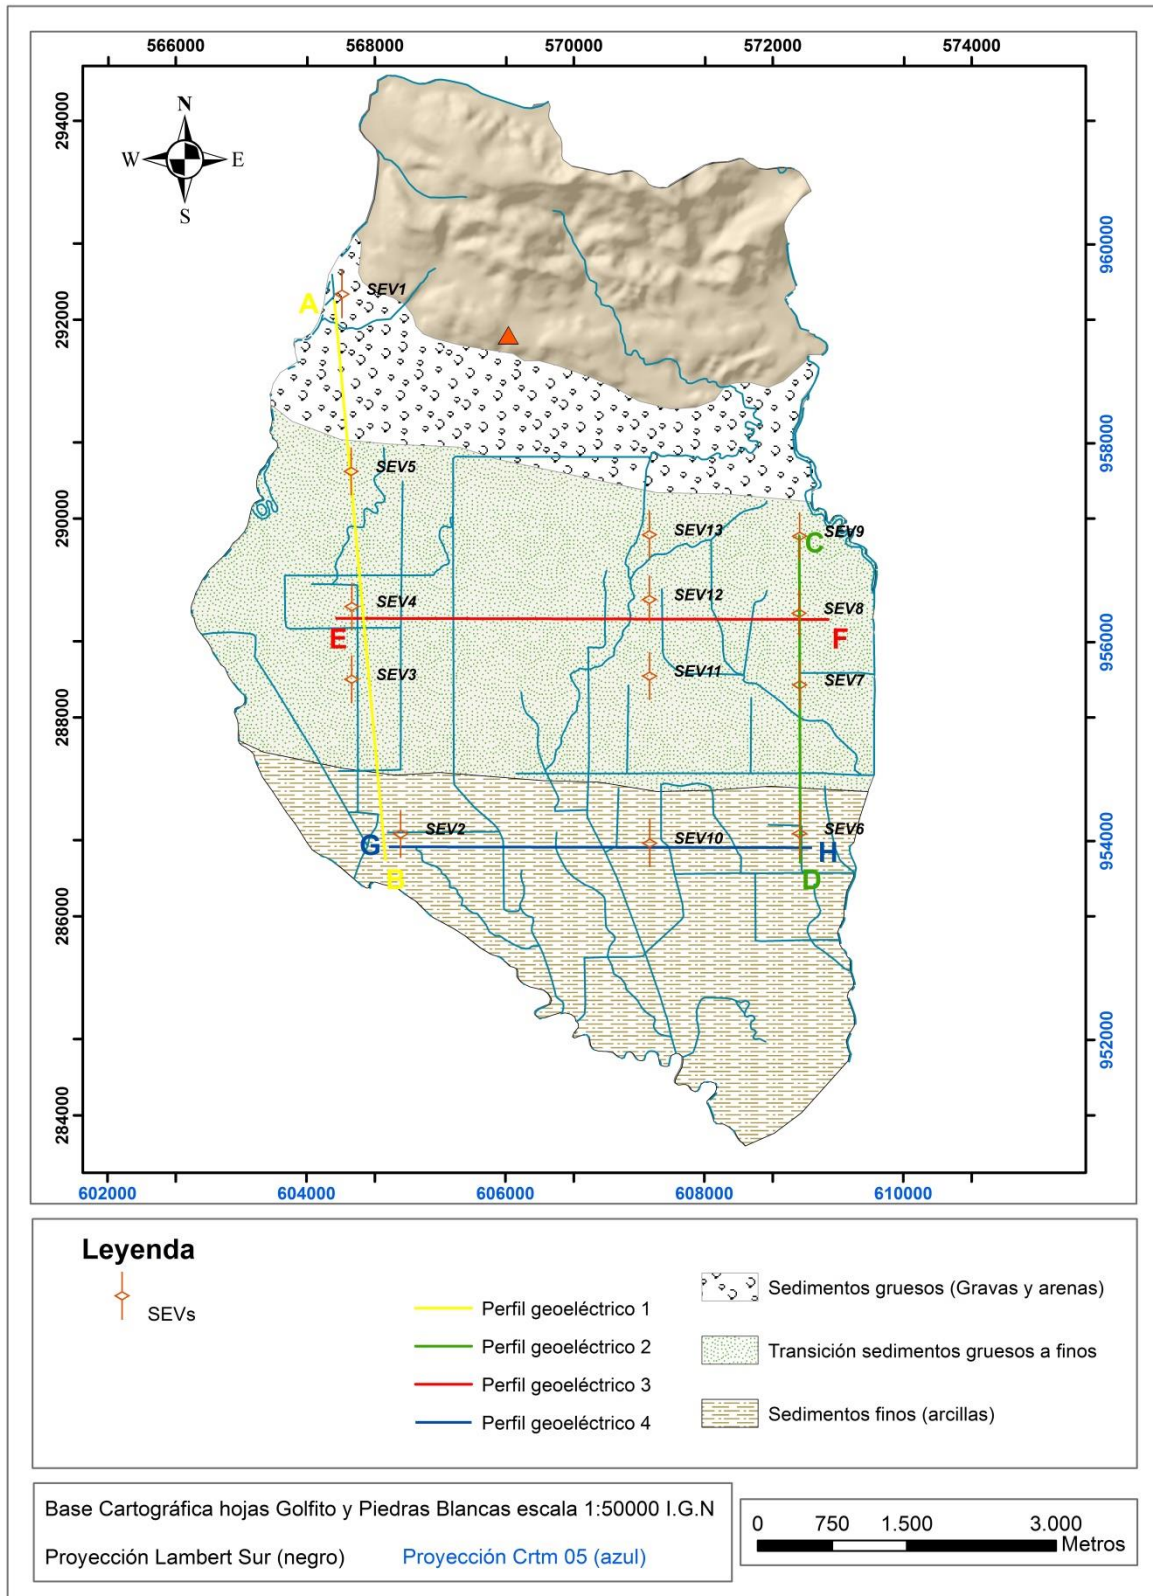 566000 568000 570000 572000 574000
294000
292000
290000
288000
286000
284000
960000
958000
956000
954000
952000
N
W E
S
A
SEV1
SEV5
SEV13
SEV9
C
SEV12
SEV4
SEV8
E
F
SEV3
SEV11
SEV7
SEV2
SEV10
SEV6
G
H
B
D
602000 604000 606000 608000 610000
Leyenda
SEVs
Perfil geoeléctrico 1
Perfil geoeléctrico 2
Perfil geoeléctrico 3
Perfil geoeléctrico 4
Sedimentos gruesos (Gravas y arenas)
Transición sedimentos gruesos a finos
Sedimentos finos (arcillas)
Base Cartográfica hojas Golfito y Piedras Blancas escala 1:50000 I.G.N
Proyección Lambert Sur (negro) Proyección Crtm 05 (azul)
0 750 1.500 3.000
Metros